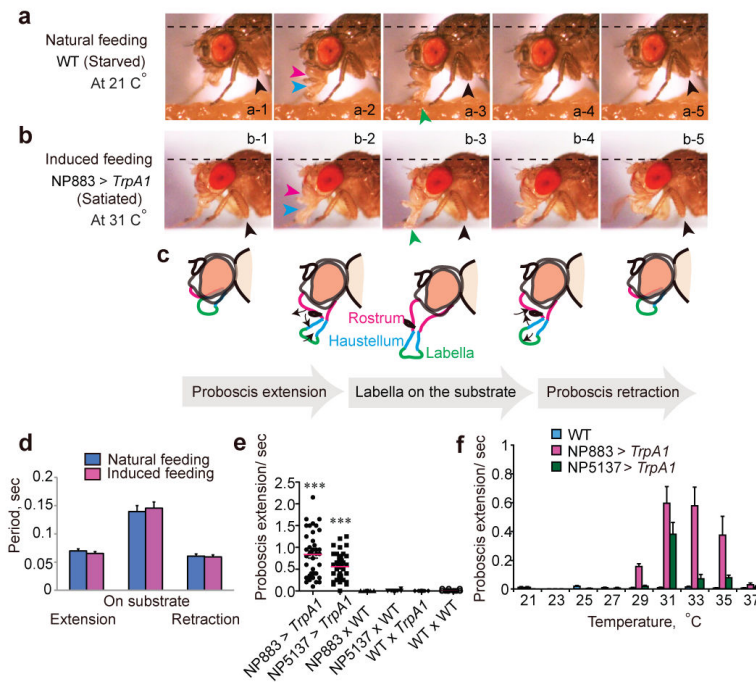 a
Natural feeding
WT (Starved)
At 21 C°
a-1
a-2
a-3
a-4
a-5
b
Induced feeding
NP883 > TrpA1
(Satiated)
At 31 C°
b-1
b-2
b-3
b-4
b-5
c
Rostrum
Haustellum
Labella
Proboscis extension
Labella on the substrate
Proboscis retraction
d
Natural feeding
Induced feeding
Period, sec
0.2
0.15
0.1
0.05
0
Extension
On substrate
Retraction
e
Proboscis extension/ sec
2.5
2.0
1.5
1.0
0.5
0
***
***
NP883 > TrpA1
NP5137 > TrpA1
NP883 x WT
NP5137 x WT
WT x TrpA1
WT x WT
f
WT
NP883 > TrpA1
NP5137 > TrpA1
Proboscis extension/ sec
1
0.8
0.6
0.4
0.2
0
21 23 25 27 29 31 33 35 37
Temperature, °C